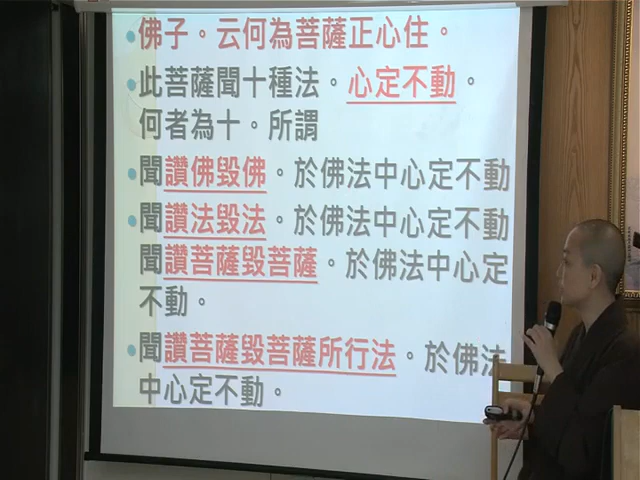 佛子。云何為菩薩正心住。
此菩薩聞十種法。心定不動。
何者為十。所謂
聞讚佛毀佛。於佛法中心定不動
聞讚法毀法。於佛法中心定不動
聞讚菩薩毀菩薩。於佛法中心定
不動。
聞讚菩薩毀菩薩所行法。於佛法
中心定不動。